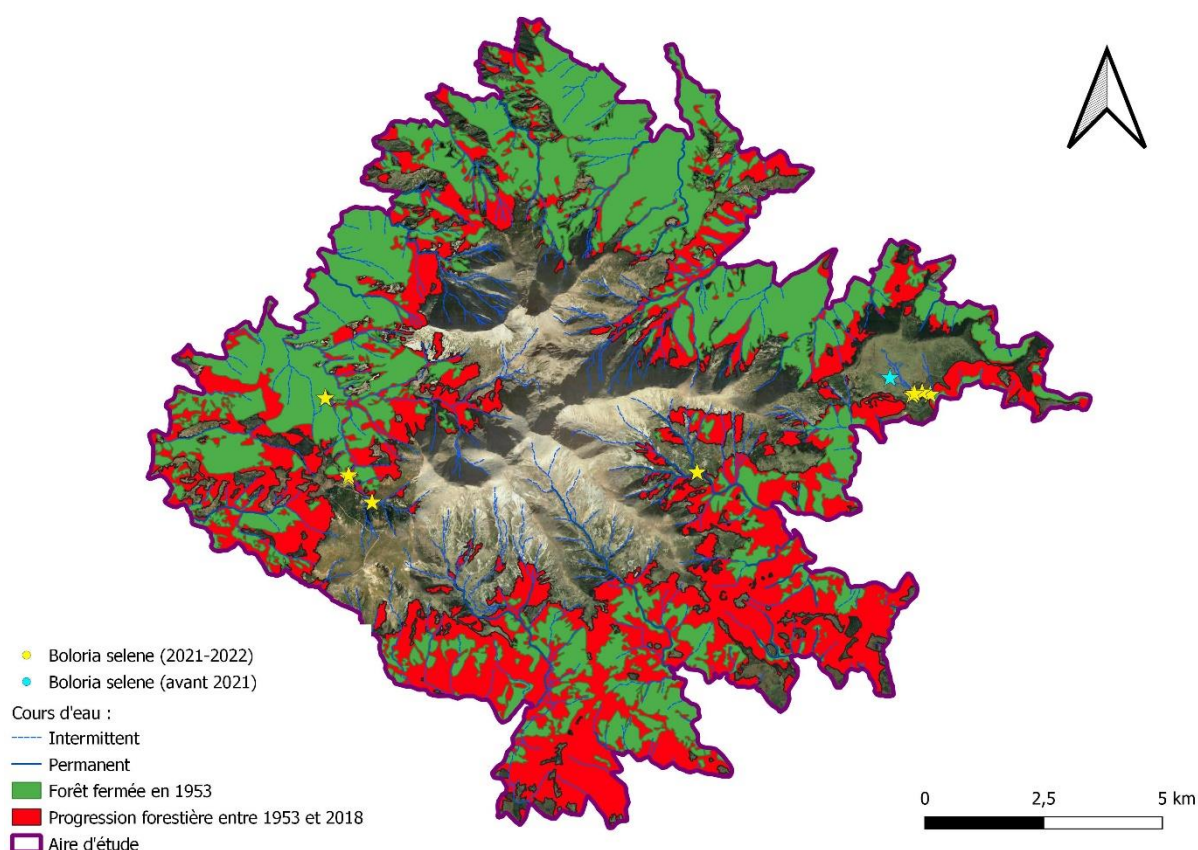 Boloria selene (2021-2022)
Boloria selene (avant 2021)
Cours d'eau :
Intermittent
Permanent
Forêt fermée en 1953
Progression forestière entre 1953 et 2018
Aire d'étude
0 2,5 5 km